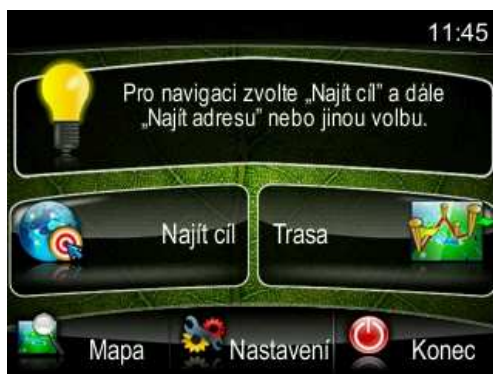 11:45
Pro navigaci zvolte „Najít cíl" a dále
„Najít adresu" nebo jinou volbu.
Najít cíl
Trasa
Mapa
Nastavení
Konec